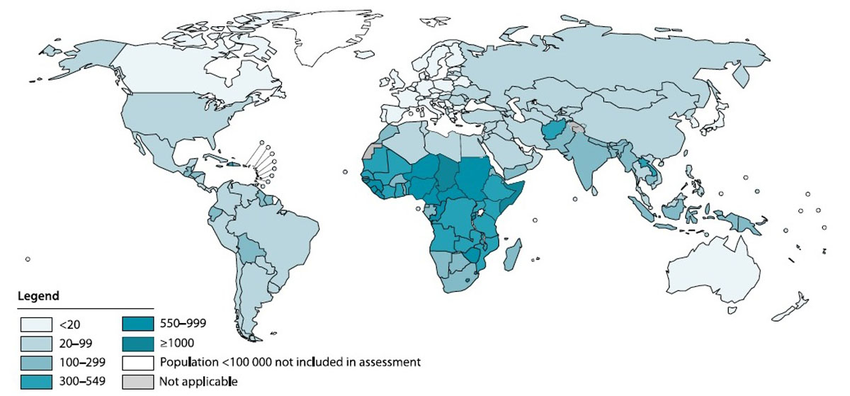 Legend
<20
20–99
100–299
300–549
550–999
≥1000
Population <100 000 not included in assessment
Not applicable